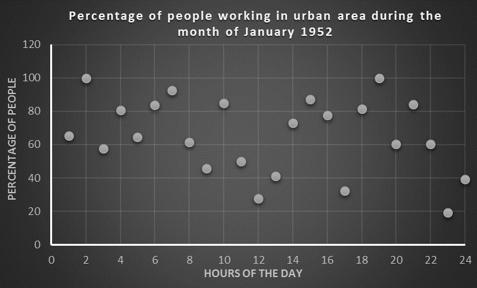 Percentage of people working in urban area during the
month of January 1952
120
100
80
60
40
20
0
0 2 4 6 8 10 12 14 16 18 20 22 24
PERCENTAGE OF PEOPLE
HOURS OF THE DAY